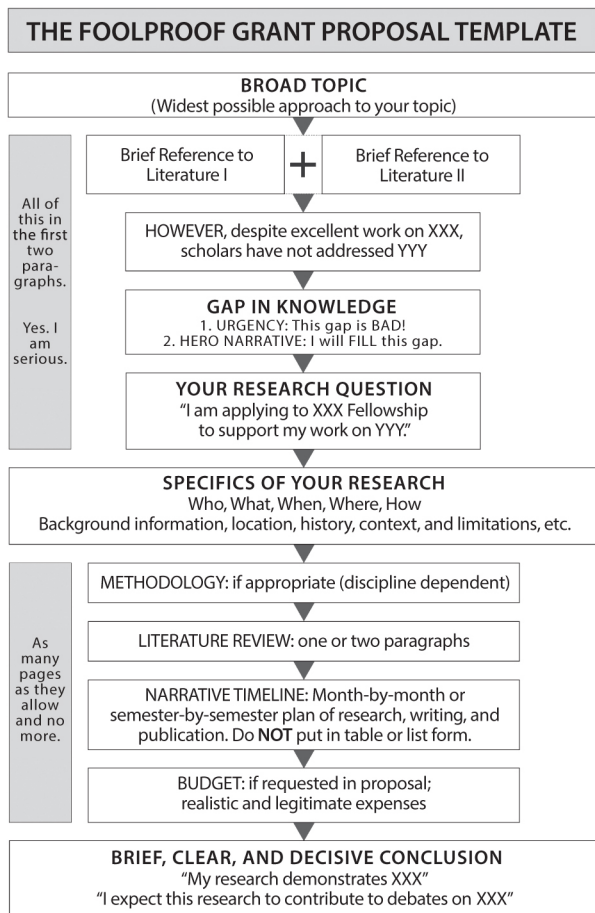 THE FOOLPROOF GRANT PROPOSAL TEMPLATE
BROAD TOPIC
(Widest possible approach to your topic)
All of
this in
the first
two
para-
graphs.
Yes. I
am
serious.
Brief Reference to
Literature I
+
Brief Reference to
Literature II
HOWEVER, despite excellent work on XXX,
scholars have not addressed YYY
GAP IN KNOWLEDGE
1. URGENCY: This gap is BAD!
2. HERO NARRATIVE: I will FILL this gap.
YOUR RESEARCH QUESTION
“I am applying to XXX Fellowship
to support my work on YYY.”
SPECIFICS OF YOUR RESEARCH
Who, What, When, Where, How
Background information, location, history, context, and limitations, etc.
As
many
pages
as they
allow
and no
more.
METHODOLOGY: if appropriate (discipline dependent)
LITERATURE REVIEW: one or two paragraphs
NARRATIVE TIMELINE: Month-by-month or
semester-by-semester plan of research, writing, and
publication. Do NOT put in table or list form.
BUDGET: if requested in proposal;
realistic and legitimate expenses
BRIEF, CLEAR, AND DECISIVE CONCLUSION
“My research demonstrates XXX”
“I expect this research to contribute to debates on XXX”